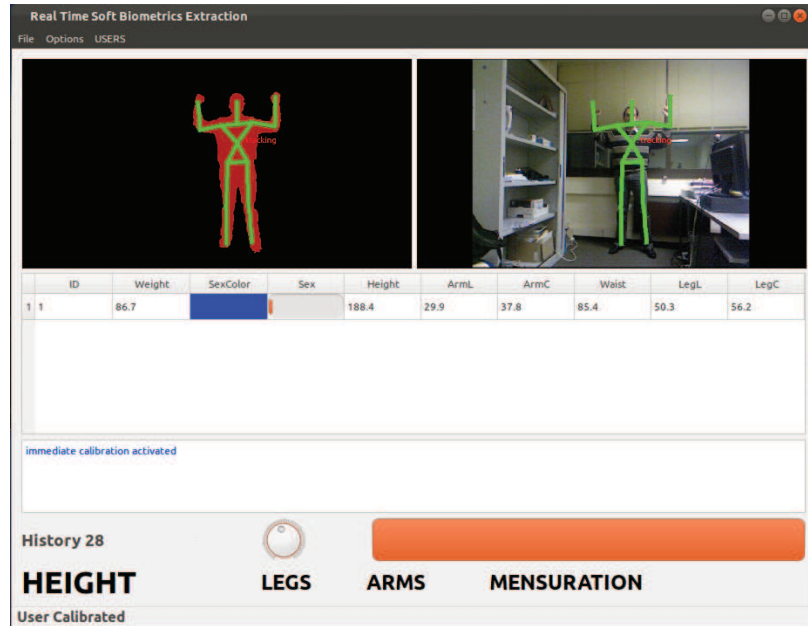 Real Time Soft Biometrics Extraction
File Options USERS
tracking
tracking
ID Weight SexColor Sex Height ArmL ArmC Waist LegL LegC
1 1 86.7 188.4 29.9 37.8 85.4 50.3 56.2
immediate calibration activated
History 28
HEIGHT LEGS ARMS MENSURATION
User Calibrated